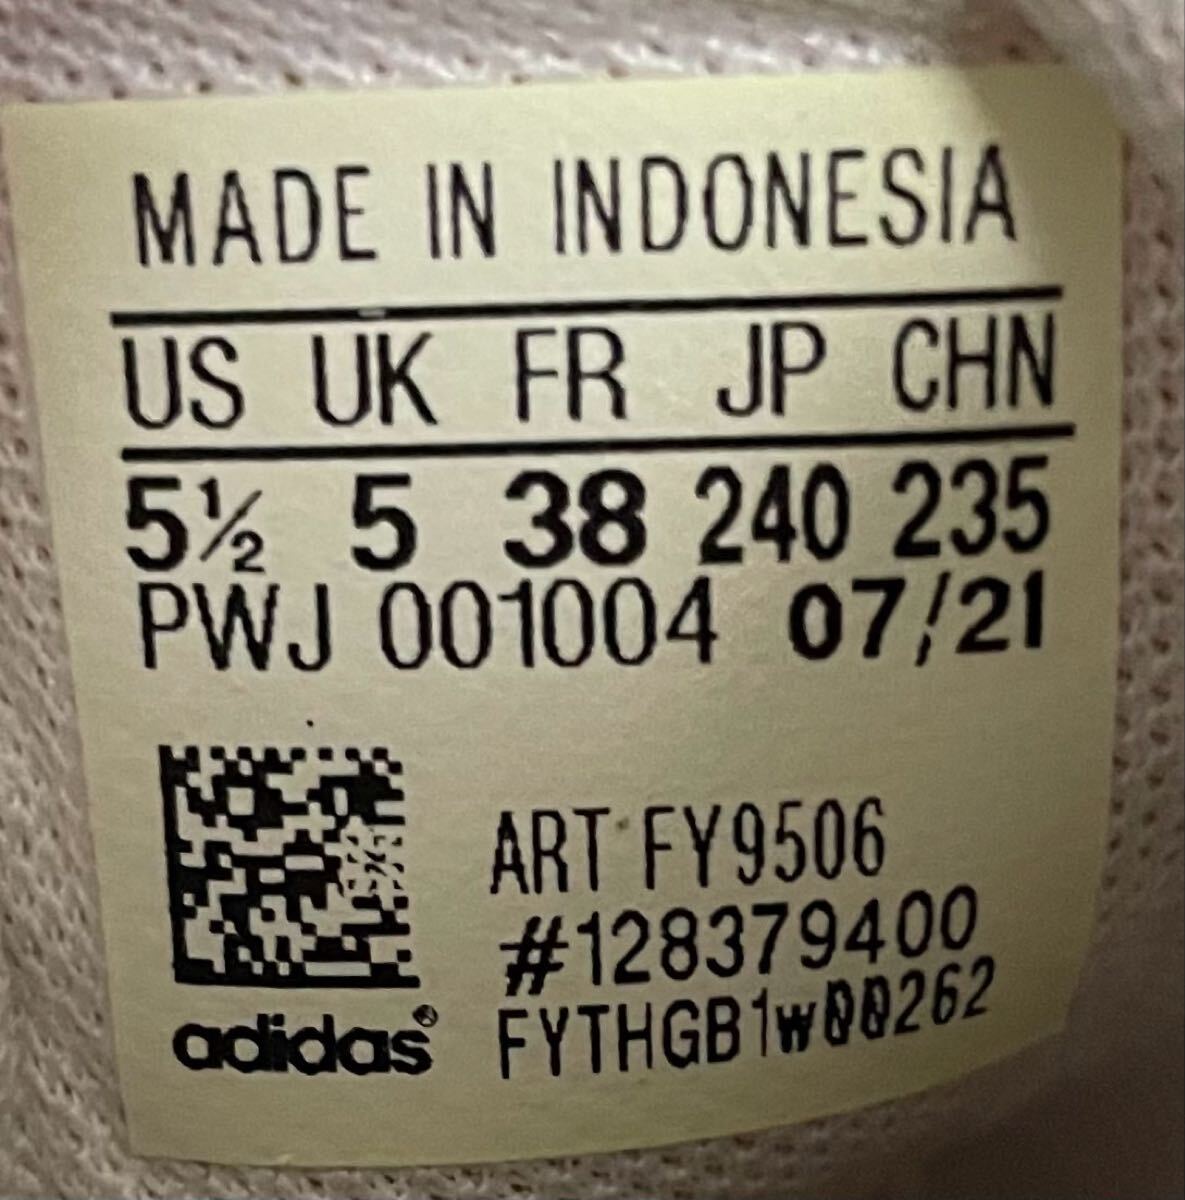 MADE IN INDONESIA
US UK FR JP CHN
5½ 5 38 240 235
PWJ 001004 07/21
ART FY9506
#128379400
FYTHGB1w00262
adidas®